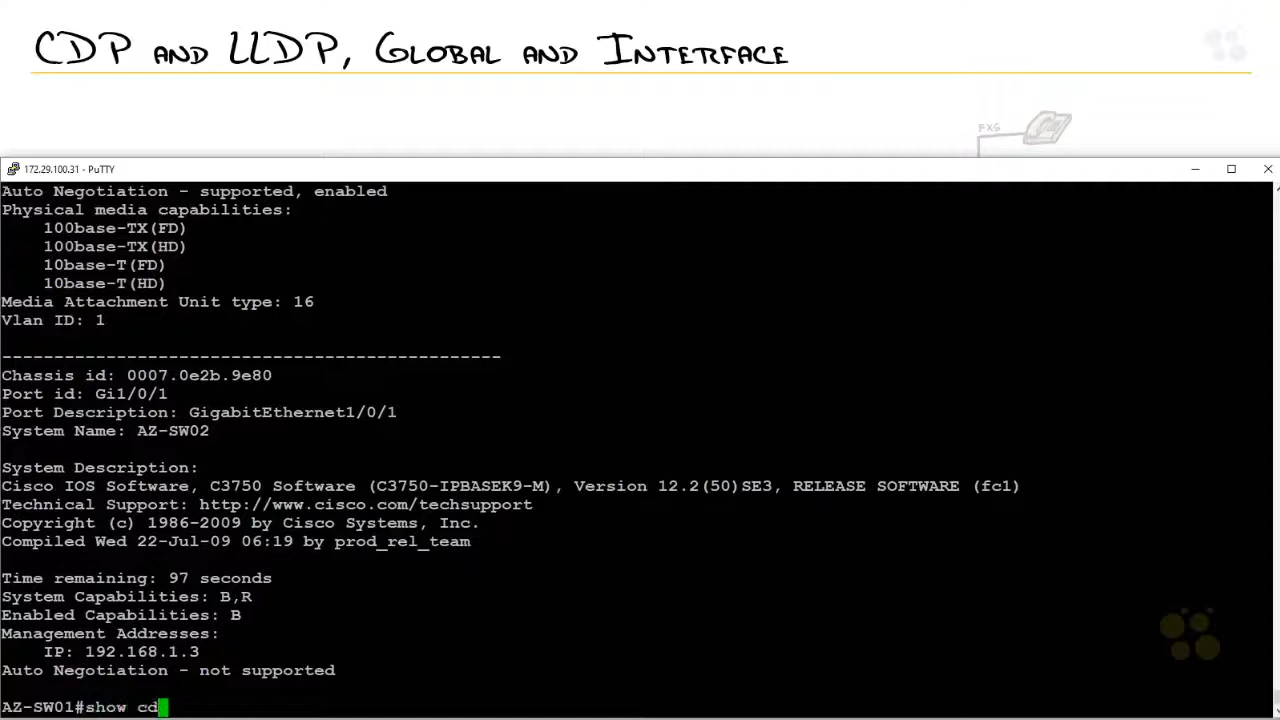 CDP AND LLDP, GLOBAL AND INTERFACE
FXS
172.29.100.31 - PuTTY
Auto Negotiation - supported, enabled
Physical media capabilities:
100base-TX(FD)
100base-TX(HD)
10base-T(FD)
10base-T(HD)
Media Attachment Unit type: 16
Vlan ID: 1
------------------------------------------------
Chassis id: 0007.0e2b.9e80
Port id: Gi1/0/1
Port Description: GigabitEthernet1/0/1
System Name: AZ-SW02
System Description:
Cisco IOS Software, C3750 Software (C3750-IPBASEK9-M), Version 12.2(50)SE3, RELEASE SOFTWARE (fc1)
Technical Support: http://www.cisco.com/techsupport
Copyright (c) 1986-2009 by Cisco Systems, Inc.
Compiled Wed 22-Jul-09 06:19 by prod_rel_team
Time remaining: 97 seconds
System Capabilities: B,R
Enabled Capabilities: B
Management Addresses:
IP: 192.168.1.3
Auto Negotiation - not supported
AZ-SW01#show cd